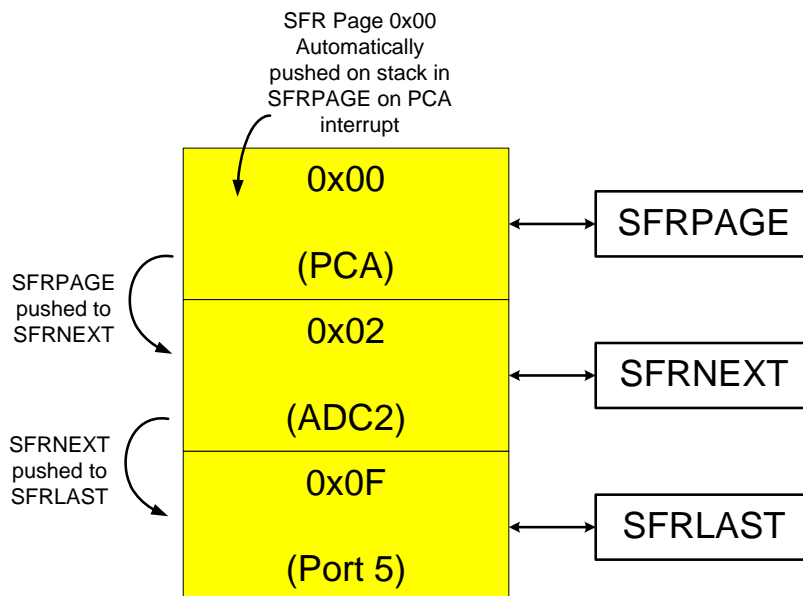 SFR Page 0x00
Automatically
pushed on stack in
SFRPAGE on PCA
interrupt
0x00
(PCA)
SFRPAGE
SFRPAGE
pushed to
SFRNEXT
0x02
(ADC2)
SFRNEXT
SFRNEXT
pushed to
SFRLAST
0x0F
(Port 5)
SFRLAST